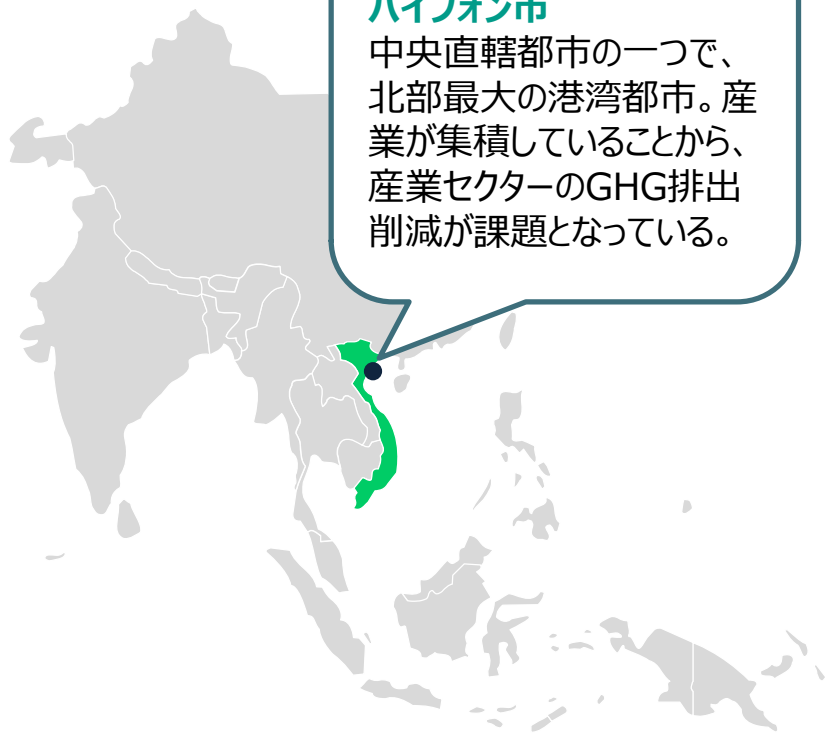 ハイフォン市
中央直轄都市の一つで、
北部最大の港湾都市。産
業が集積していることから、
産業セクターのGHG排出
削減が課題となっている。